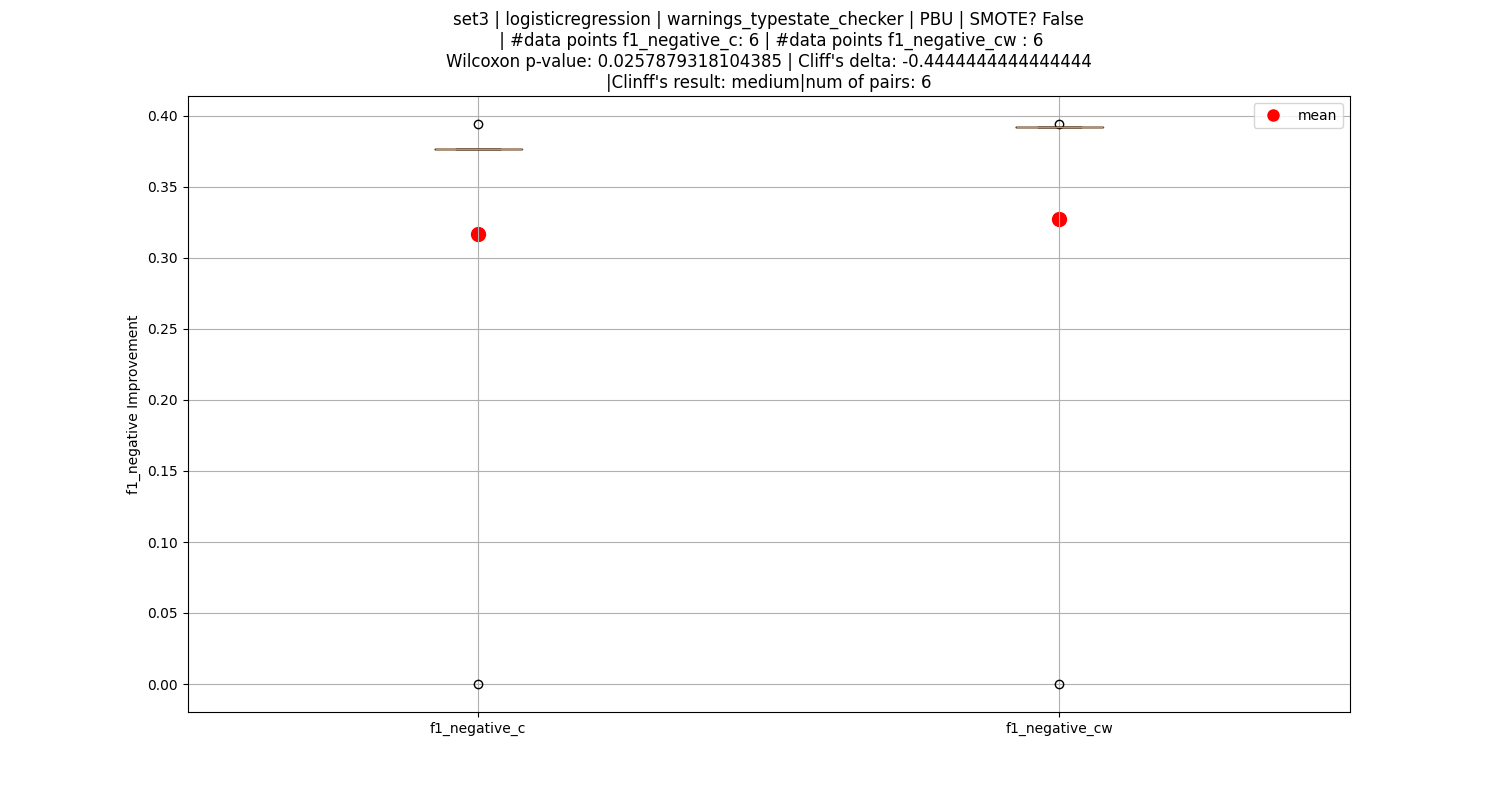 set3 | logisticregression | warnings_typestate_checker | PBU | SMOTE? False
| #data points f1_negative_c: 6 | #data points f1_negative_cw : 6
Wilcoxon p-value: 0.0257879318104385 | Cliff's delta: -0.4444444444444444
|Clinff's result: medium|num of pairs: 6
mean
0.40
0.35
0.30
0.25
0.20
0.15
0.10
0.05
0.00
f1_negative Improvement
f1_negative_c
f1_negative_cw